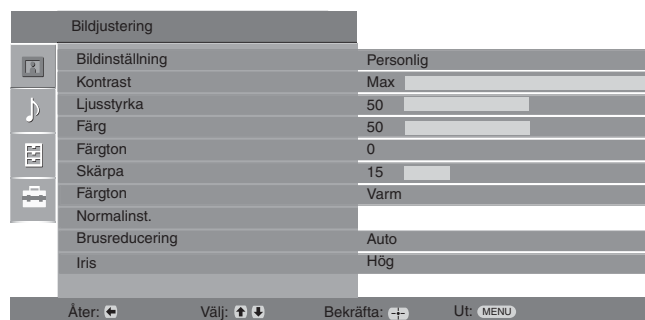 Bildjustering
Bildinställning Personlig
Kontrast Max
Ljusstyrka 50
Färg 50
Färgton 0
Skärpa 15
Färgton Varm
Normalinst.
Brusreducering Auto
Iris Hög
Åter: Välj: Bekräfta: Ut: MENU